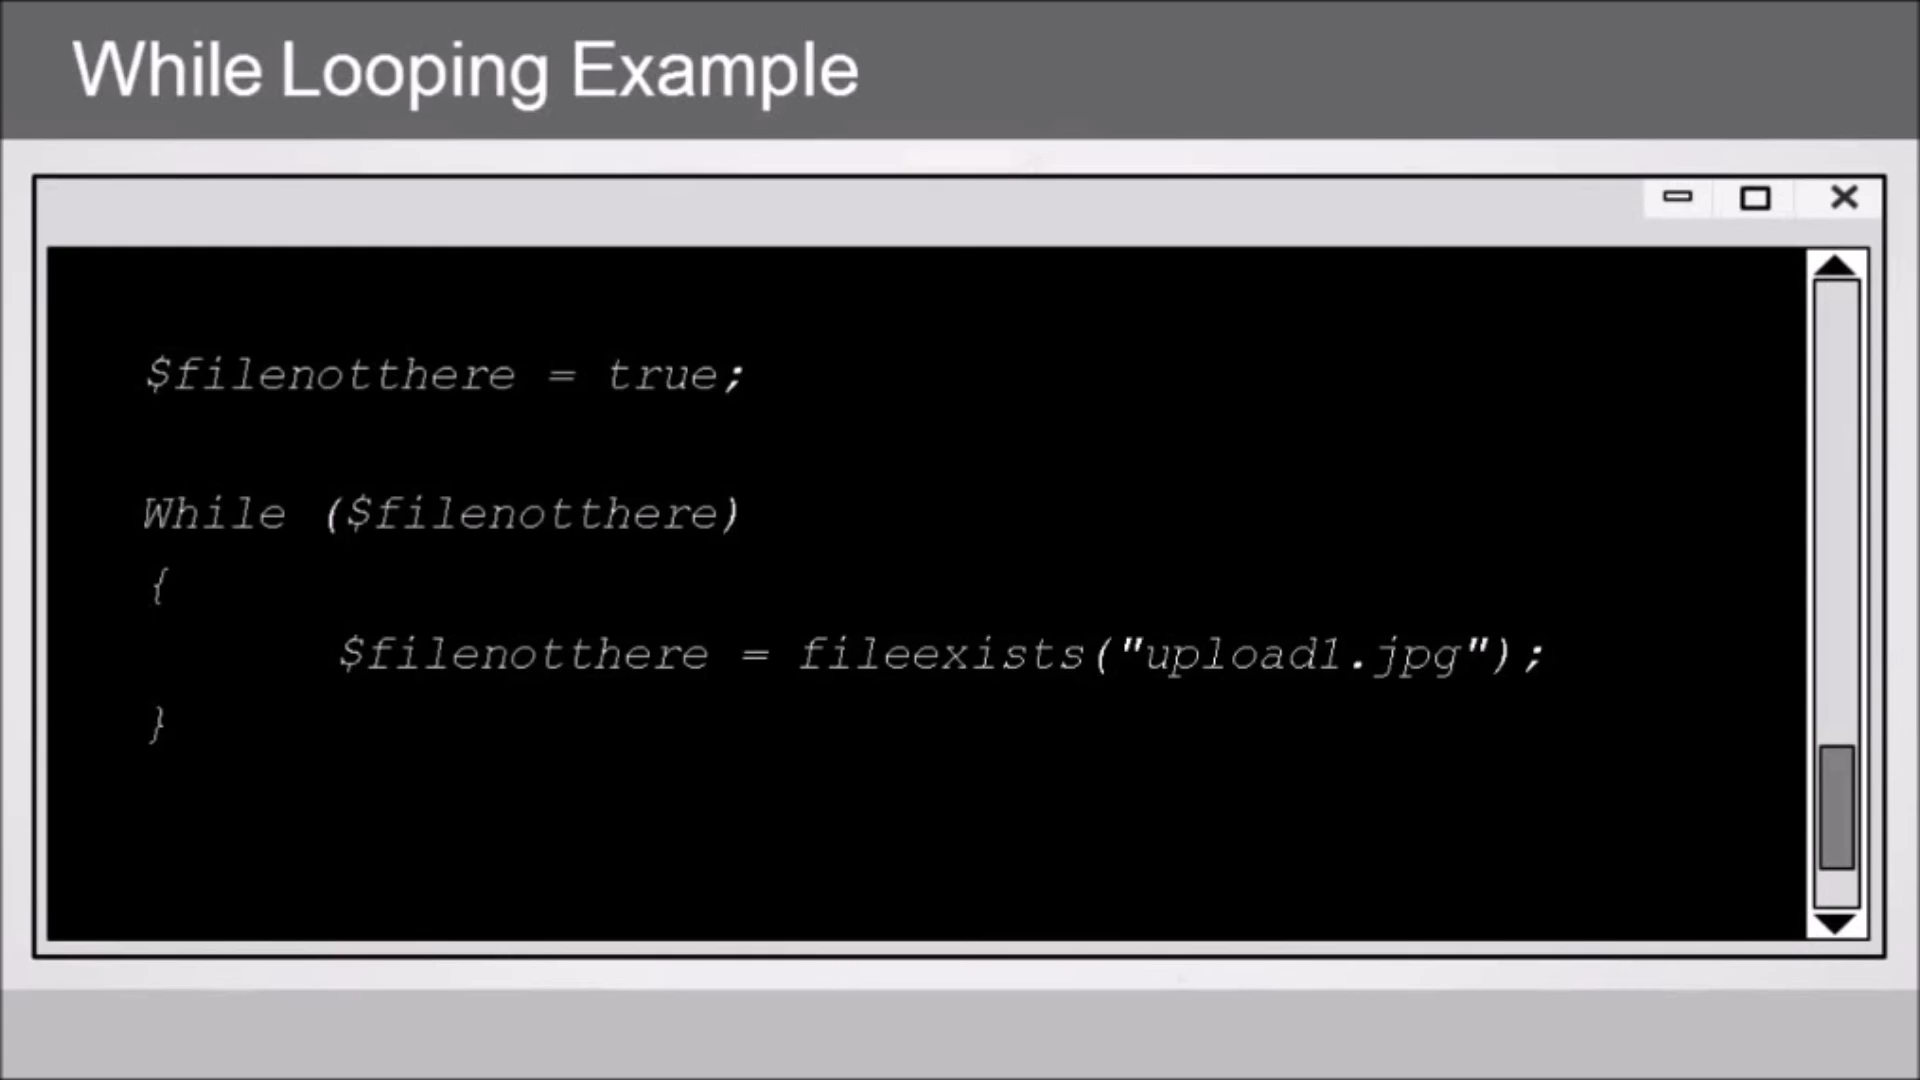 While Looping Example
$filenotthere = true;
While ($filenotthere)
{
$filenotthere = fileexists("upload1.jpg");
}